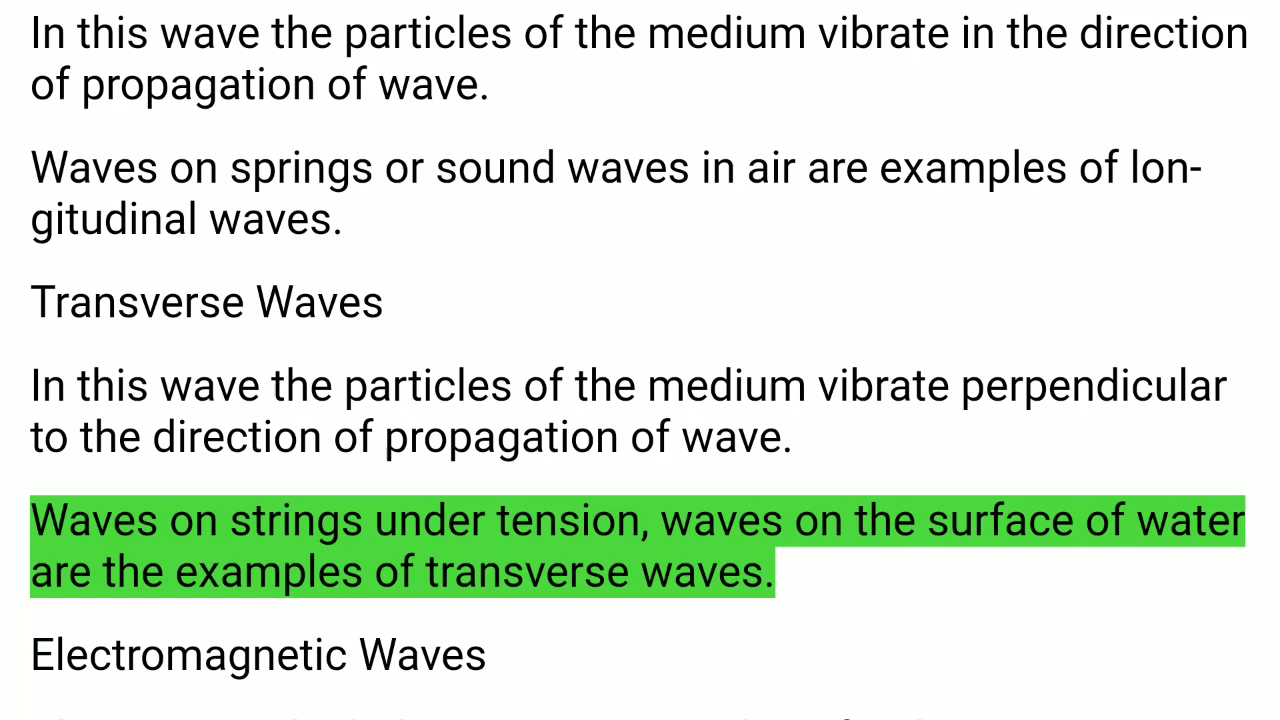 In this wave the particles of the medium vibrate in the direction
of propagation of wave.
Waves on springs or sound waves in air are examples of lon-
gitudinal waves.
Transverse Waves
In this wave the particles of the medium vibrate perpendicular
to the direction of propagation of wave.
Waves on strings under tension, waves on the surface of water
are the examples of transverse waves.
Electromagnetic Waves